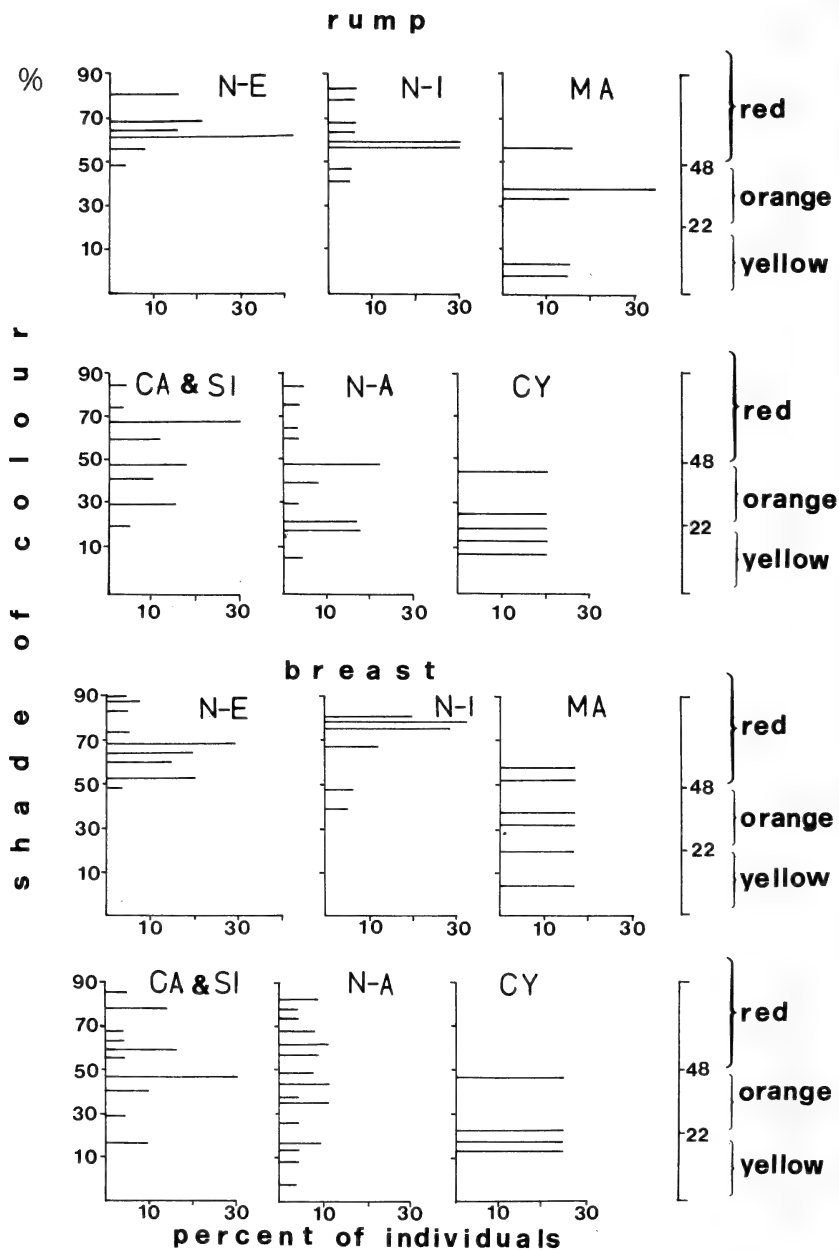 rump
% 90 N-E N-I MA
70 red
50 48
30 orange
22
10 yellow
10 30 10 30 10 30
shade of colour
90 CA & SI N-A CY
70 red
50 48
30 orange
22
10 yellow
10 30 10 30 10 30
breast
90 N-E N-I MA
70 red
50 48
30 orange
22
10 yellow
10 30 10 30 10 30
90 CA & SI N-A CY
70 red
50 48
30 orange
22
10 yellow
10 30 10 30 10 30
percent of individuals